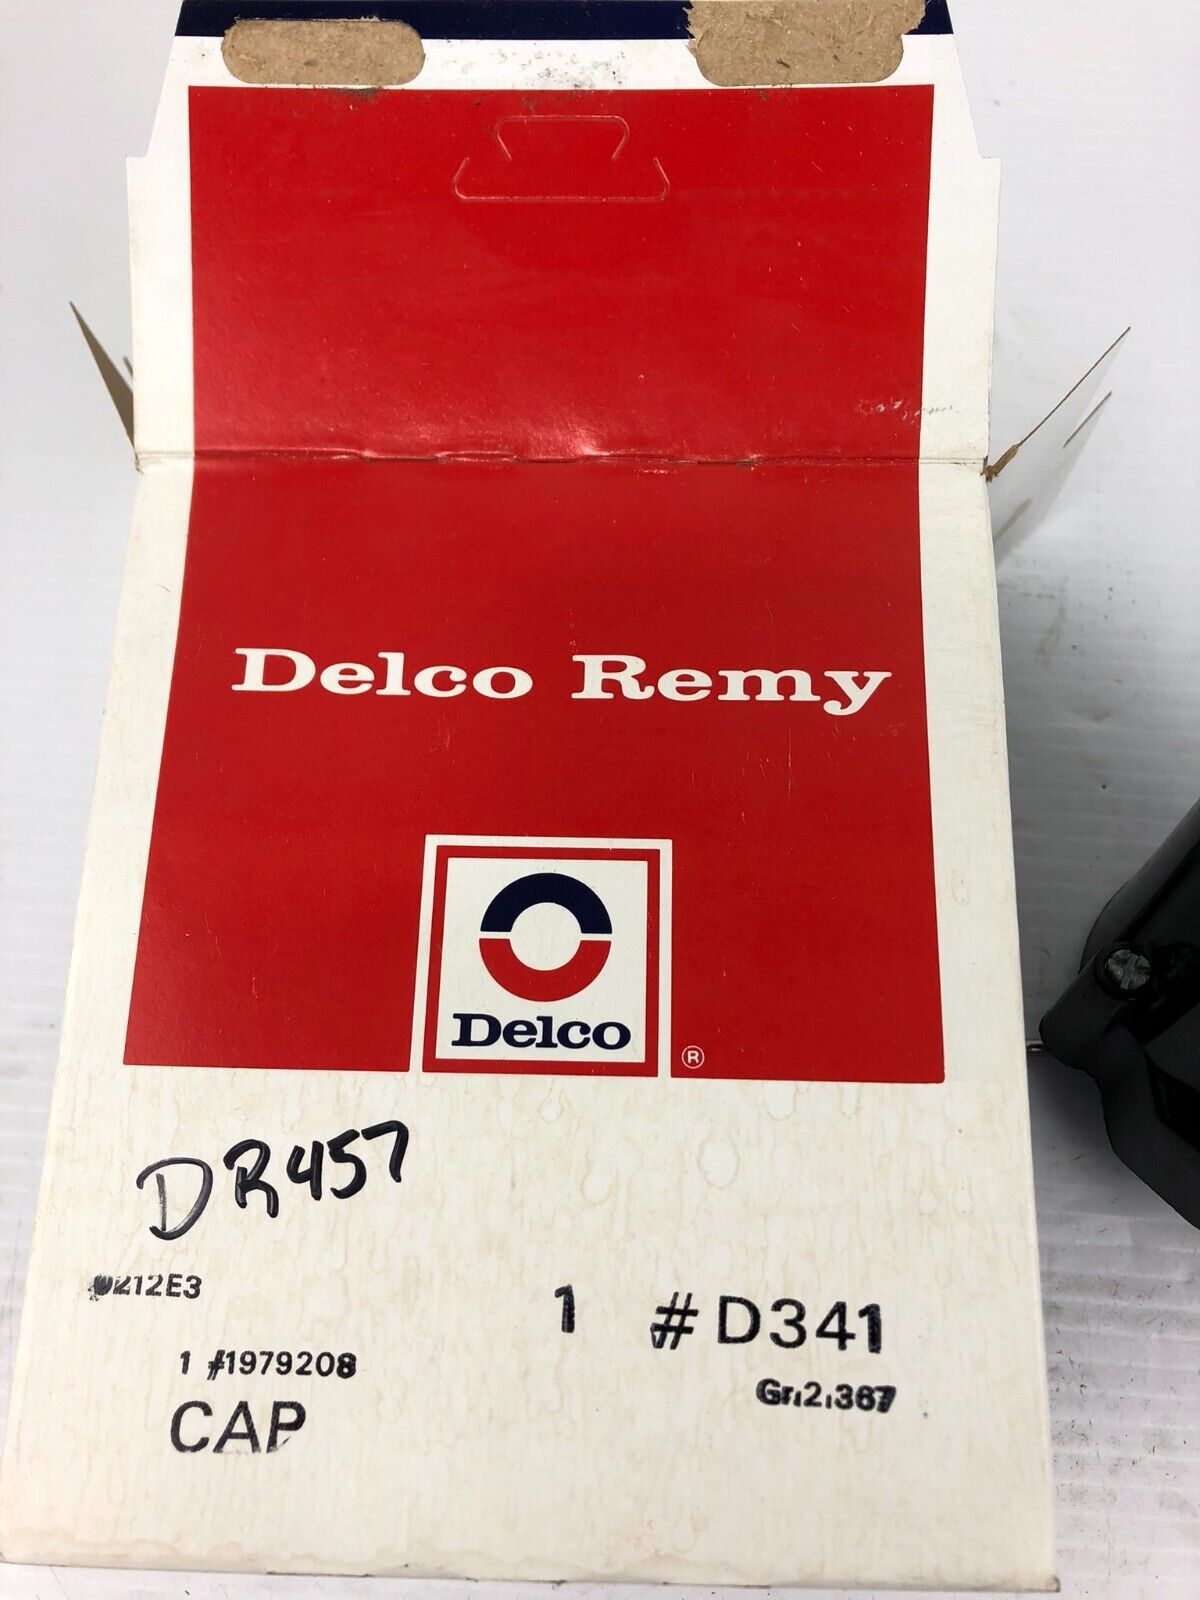 Delco Remy
Delco
®
DR457
1 #D341
Gr. 2.367
1 #1979208
CAP